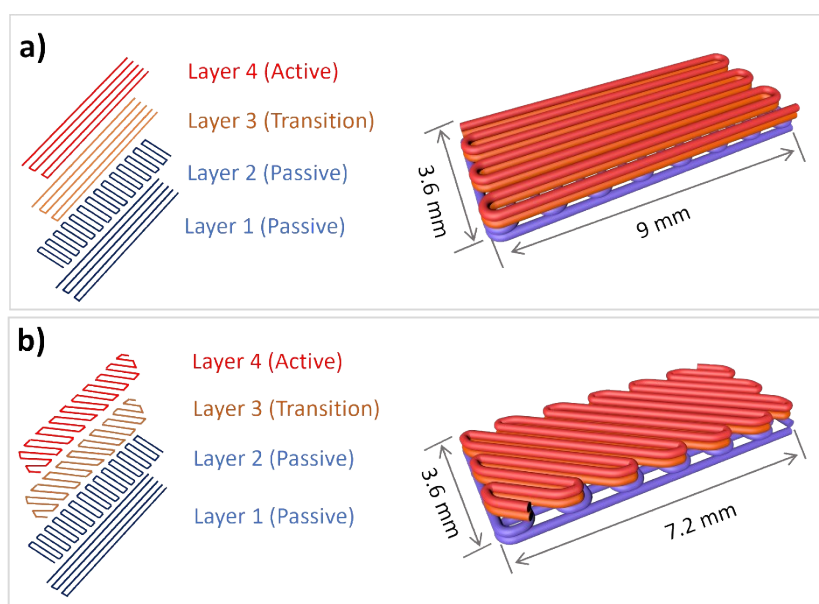 a)
Layer 4 (Active)
Layer 3 (Transition)
Layer 2 (Passive)
Layer 1 (Passive)
3.6 mm
9 mm
b)
Layer 4 (Active)
Layer 3 (Transition)
Layer 2 (Passive)
Layer 1 (Passive)
3.6 mm
7.2 mm